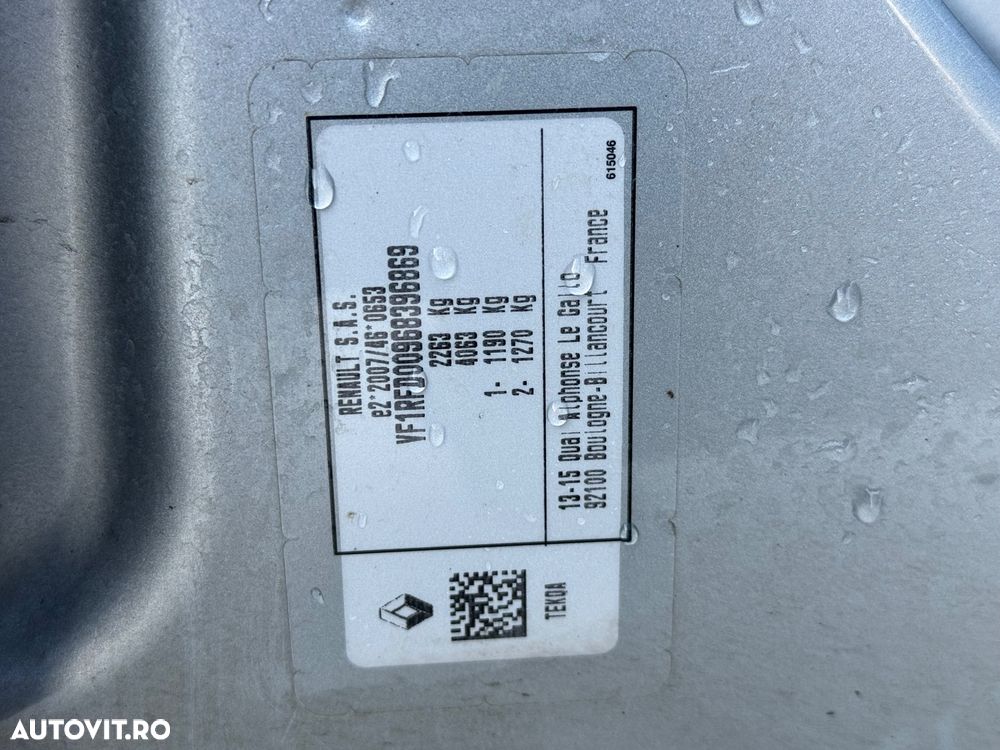 RENAULT S.A.S.
e2*2007/46*0653
VF1RFD00968396869
2263 Kg
4063 Kg
1- 1190 Kg
2- 1270 Kg
13-15 Quai Alphonse Le Gallo
92100 Boulogne-Billancourt France
615046
TEKQA
AUTOVIT.RO